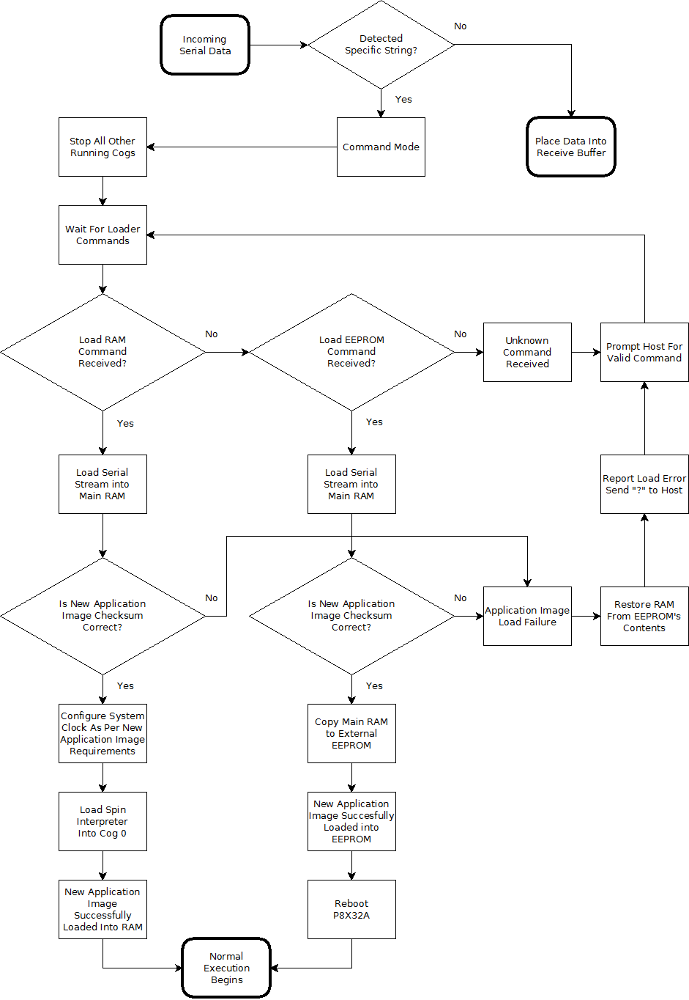 Incoming
Serial Data
Detected
Specific String?
No
Yes
Stop All Other
Running Cogs
Command Mode
Place Data Into
Receive Buffer
Wait For Loader
Commands
Load RAM
Command
Received?
No
Load EEPROM
Command
Received?
No
Unknown
Command
Received
Prompt Host For
Valid Command
Yes
Yes
Load Serial
Stream into
Main RAM
Load Serial
Stream into
Main RAM
Report Load Error
Send "?" to Host
Is New Application
Image Checksum
Correct?
No
Is New Application
Image Checksum
Correct?
No
Application Image
Load Failure
Restore RAM
From EEPROM's
Contents
Yes
Yes
Configure System
Clock As Per New
Application Image
Requirements
Copy Main RAM
to External
EEPROM
Load Spin
Interpreter
Into Cog 0
New Application
Image Succesfully
Loaded into
EEPROM
New Application
Image
Successfully
Loaded Into RAM
Reboot
P8X32A
Normal
Execution
Begins